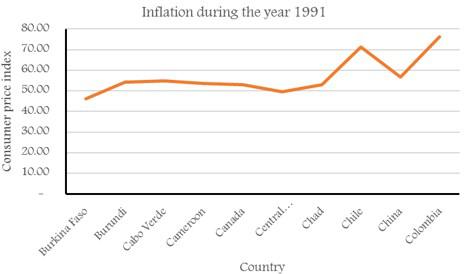 Inflation during the year 1991
Consumer price index
80.00
70.00
60.00
50.00
40.00
30.00
20.00
10.00
-
Burkina Faso
Burundi
Cabo Verde
Cameroon
Canada
Central...
Chad
Chile
China
Colombia
Country